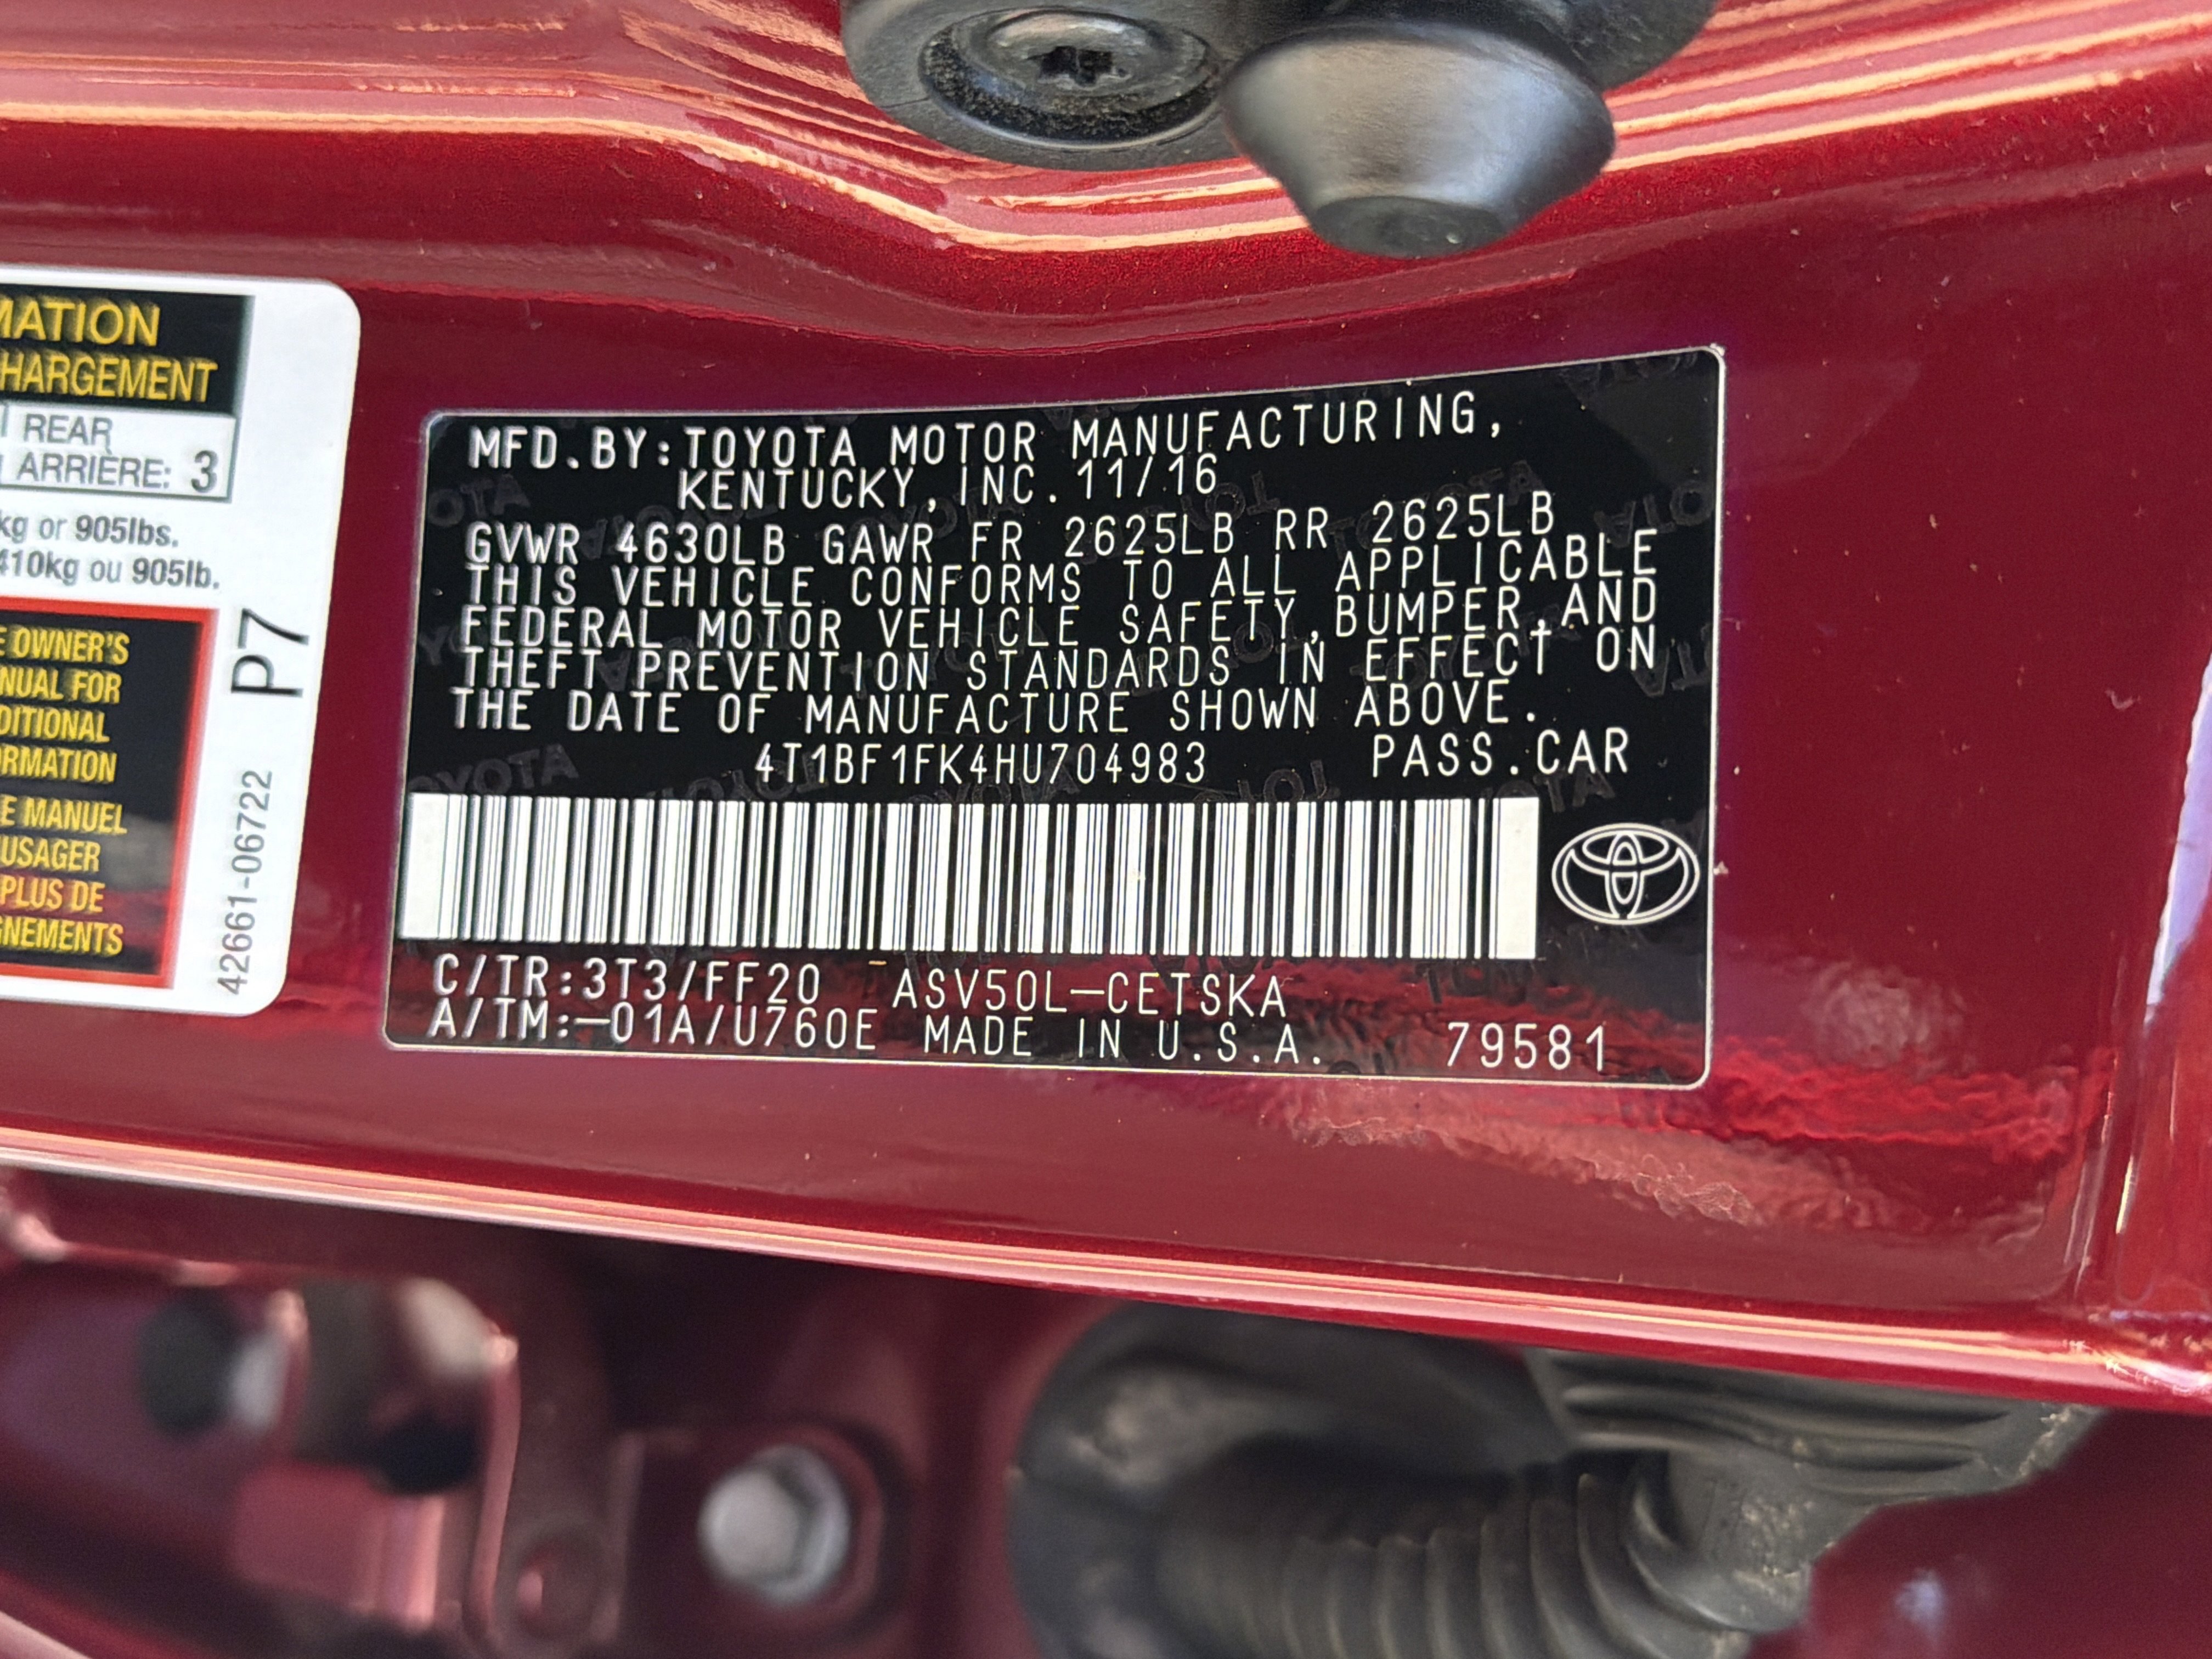 MATION
HARGEMENT
REAR
ARRIÈRE: 3
kg or 905lbs.
410kg ou 905lb.
E OWNER'S
NUAL FOR
DITIONAL
ORMATION
E MANUEL
USAGER
PLUS DE
GNEMENTS
P7
42661-06722
MFD.BY:TOYOTA MOTOR MANUFACTURING,
KENTUCKY, INC. 11/16
GVWR 4630LB GAWR FR 2625LB RR 2625LB
THIS VEHICLE CONFORMS TO ALL APPLICABLE
FEDERAL MOTOR VEHICLE SAFETY,BUMPER,AND
THEFT PREVENTION STANDARDS IN EFFECT ON
THE DATE OF MANUFACTURE SHOWN ABOVE.
4T1BF1FK4HU704983 PASS.CAR
C/TR:3T3/FF20 ASV50L-CETSKA
A/TM:-01A/U760E MADE IN U.S.A. 79581